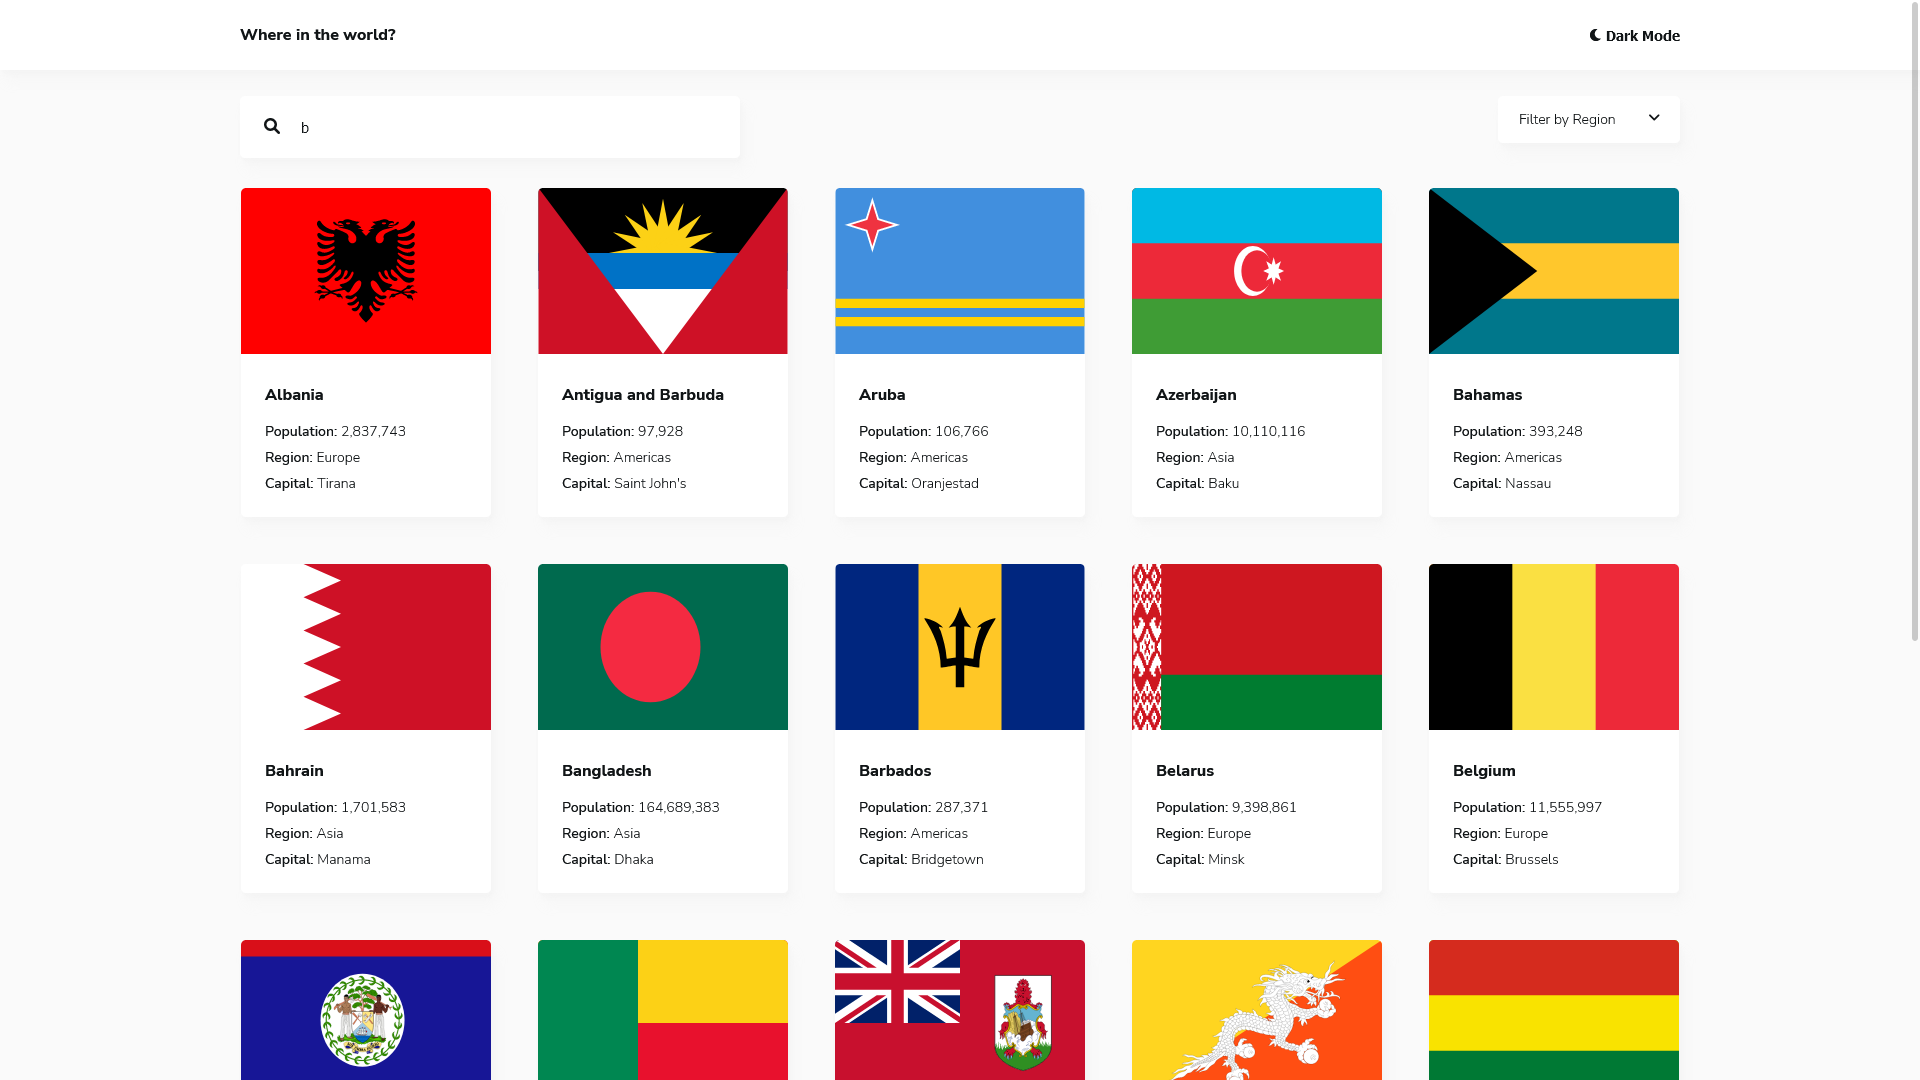 Where in the world?
Dark Mode
b
Filter by Region
Albania
Population: 2,837,743
Region: Europe
Capital: Tirana
Antigua and Barbuda
Population: 97,928
Region: Americas
Capital: Saint John's
Aruba
Population: 106,766
Region: Americas
Capital: Oranjestad
Azerbaijan
Population: 10,110,116
Region: Asia
Capital: Baku
Bahamas
Population: 393,248
Region: Americas
Capital: Nassau
Bahrain
Population: 1,701,583
Region: Asia
Capital: Manama
Bangladesh
Population: 164,689,383
Region: Asia
Capital: Dhaka
Barbados
Population: 287,371
Region: Americas
Capital: Bridgetown
Belarus
Population: 9,398,861
Region: Europe
Capital: Minsk
Belgium
Population: 11,555,997
Region: Europe
Capital: Brussels